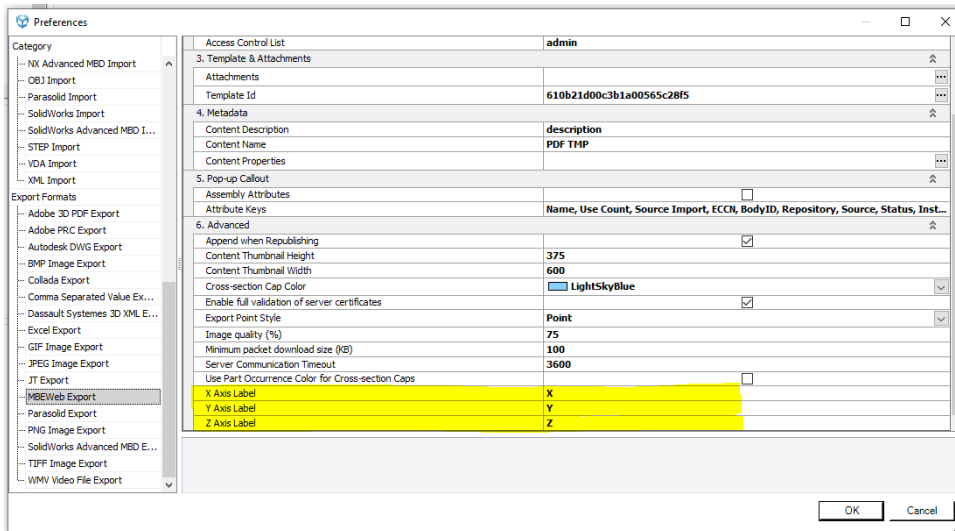 Preferences
Category
NX Advanced MBD Import
OBJ Import
Parasolid Import
SolidWorks Import
SolidWorks Advanced MBD I...
STEP Import
VDA Import
XML Import
Export Formats
Adobe 3D PDF Export
Adobe PRC Export
Autodesk DWG Export
BMP Image Export
Collada Export
Comma Separated Value Ex...
Dassault Systemes 3D XML E...
Excel Export
GIF Image Export
JPEG Image Export
JT Export
MBEWeb Export
Parasolid Export
PNG Image Export
SolidWorks Advanced MBD E...
TIFF Image Export
WMV Video File Export
Access Control List admin
3. Template & Attachments
Attachments ...
Template Id 610b21d00c3b1a00565c28f5 ...
4. Metadata
Content Description description
Content Name PDF TMP
Content Properties ...
5. Pop-up Callout
Assembly Attributes
Attribute Keys Name, Use Count, Source Import, ECCN, BodyID, Repository, Source, Status, Inst...
6. Advanced
Append when Republishing
Content Thumbnail Height 375
Content Thumbnail Width 600
Cross-section Cap Color LightSkyBlue
Enable full validation of server certificates
Export Point Style Point
Image quality (%) 75
Minimum packet download size (KB) 100
Server Communication Timeout 3600
Use Part Occurrence Color for Cross-section Caps
X Axis Label X
Y Axis Label Y
Z Axis Label Z
OK Cancel